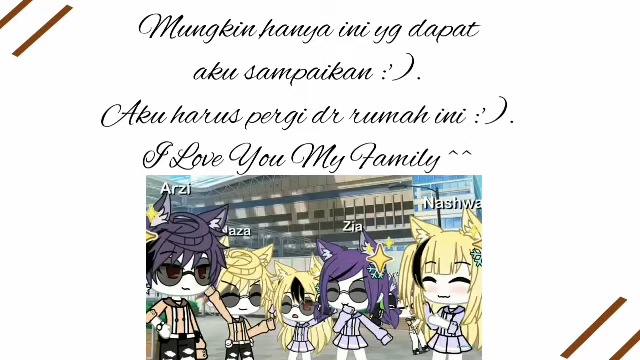 Mungkin hanya ini yg dapat
aku sampaikan :').
Aku harus pergi dr rumah ini :').
I Love You My Family ^^
Arzi
Nashwa
Zia